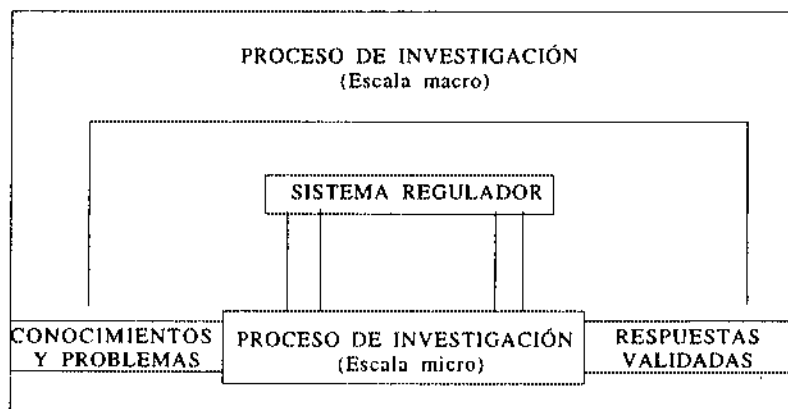 PROCESO DE INVESTIGACIÓN
(Escala macro)
SISTEMA REGULADOR
CONOCIMIENTOS
Y PROBLEMAS
PROCESO DE INVESTIGACIÓN
(Escala micro)
RESPUESTAS
VALIDADAS